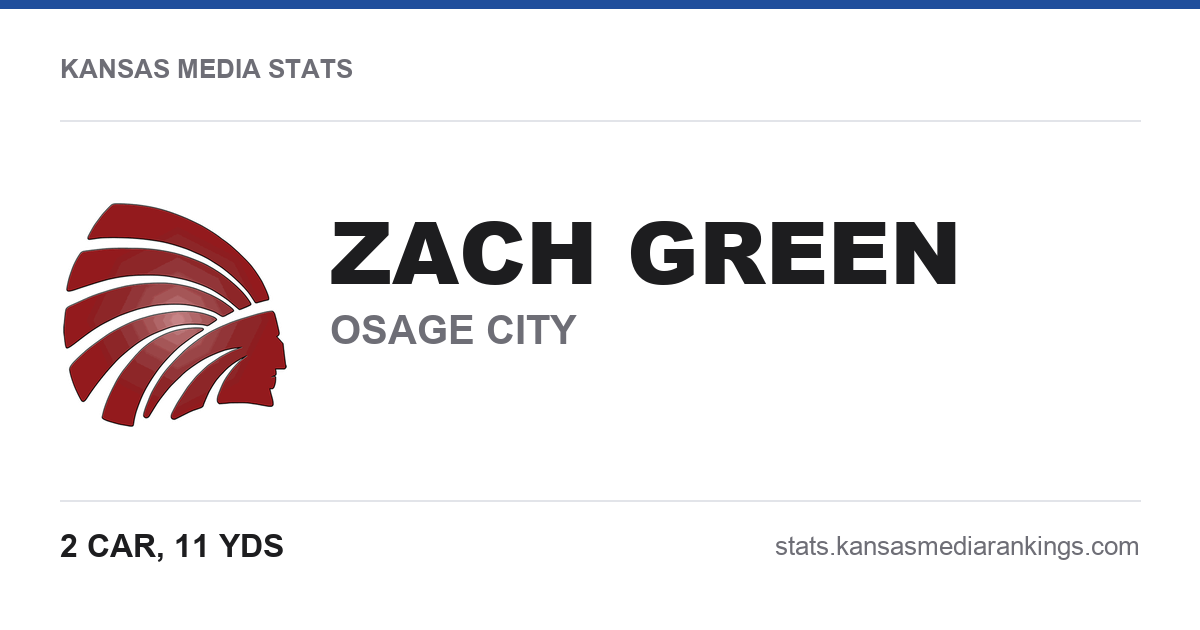 KANSAS MEDIA STATS
ZACH GREEN
OSAGE CITY
2 CAR, 11 YDS
stats.kansasmediarankings.com